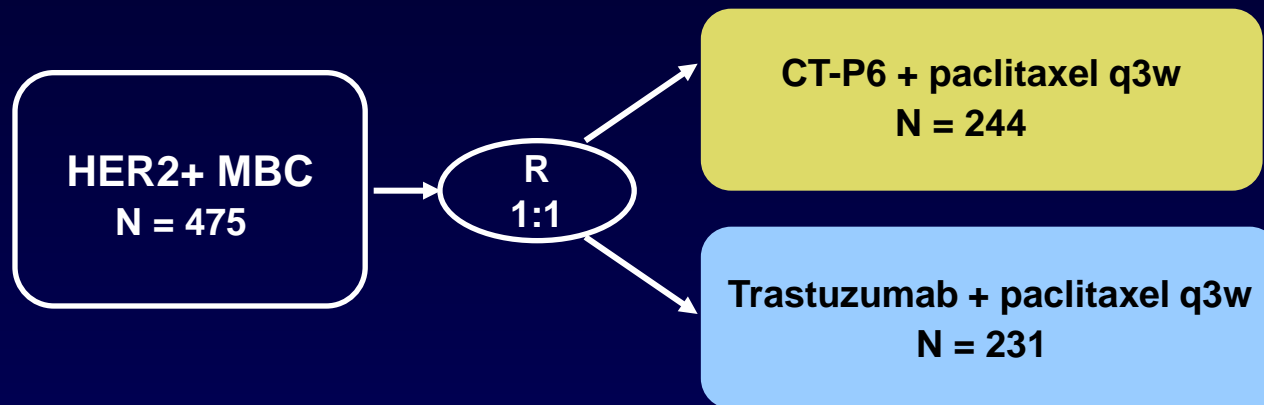 HER2+ MBC
N = 475
R
1:1
CT-P6 + paclitaxel q3w
N = 244
Trastuzumab + paclitaxel q3w
N = 231